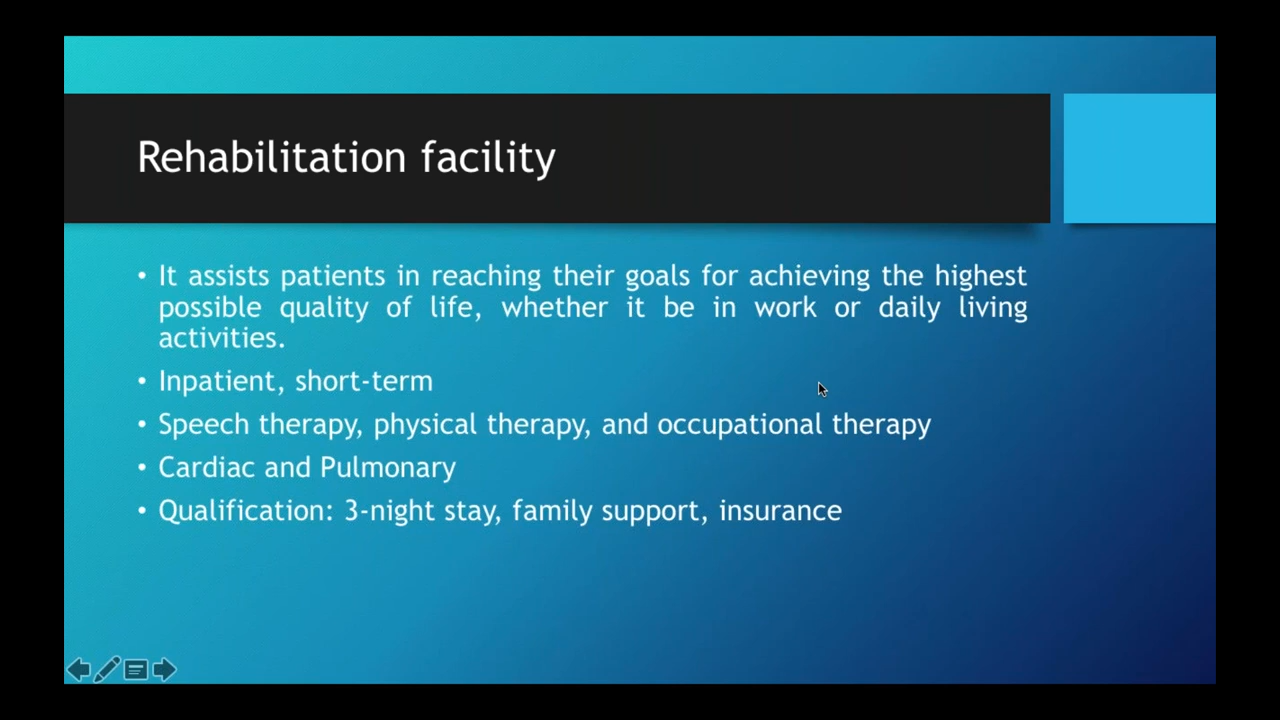 Rehabilitation facility
• It assists patients in reaching their goals for achieving the highest
possible quality of life, whether it be in work or daily living
activities.
• Inpatient, short-term
• Speech therapy, physical therapy, and occupational therapy
• Cardiac and Pulmonary
• Qualification: 3-night stay, family support, insurance